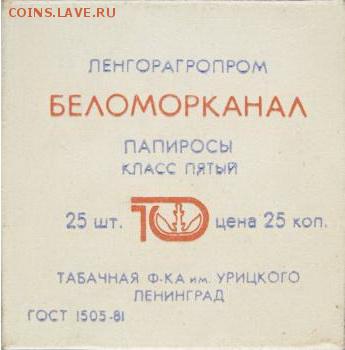 COINS.LAVE.RU
ЛЕНГОРАГРОПРОМ
БЕЛОМОРКАНАЛ
ПАПИРОСЫ
КЛАСС ПЯТЫЙ
25 шт. цена 25 коп.
ТАБАЧНАЯ Ф-КА им. УРИЦКОГО
ЛЕНИНГРАД
ГОСТ 1505-81